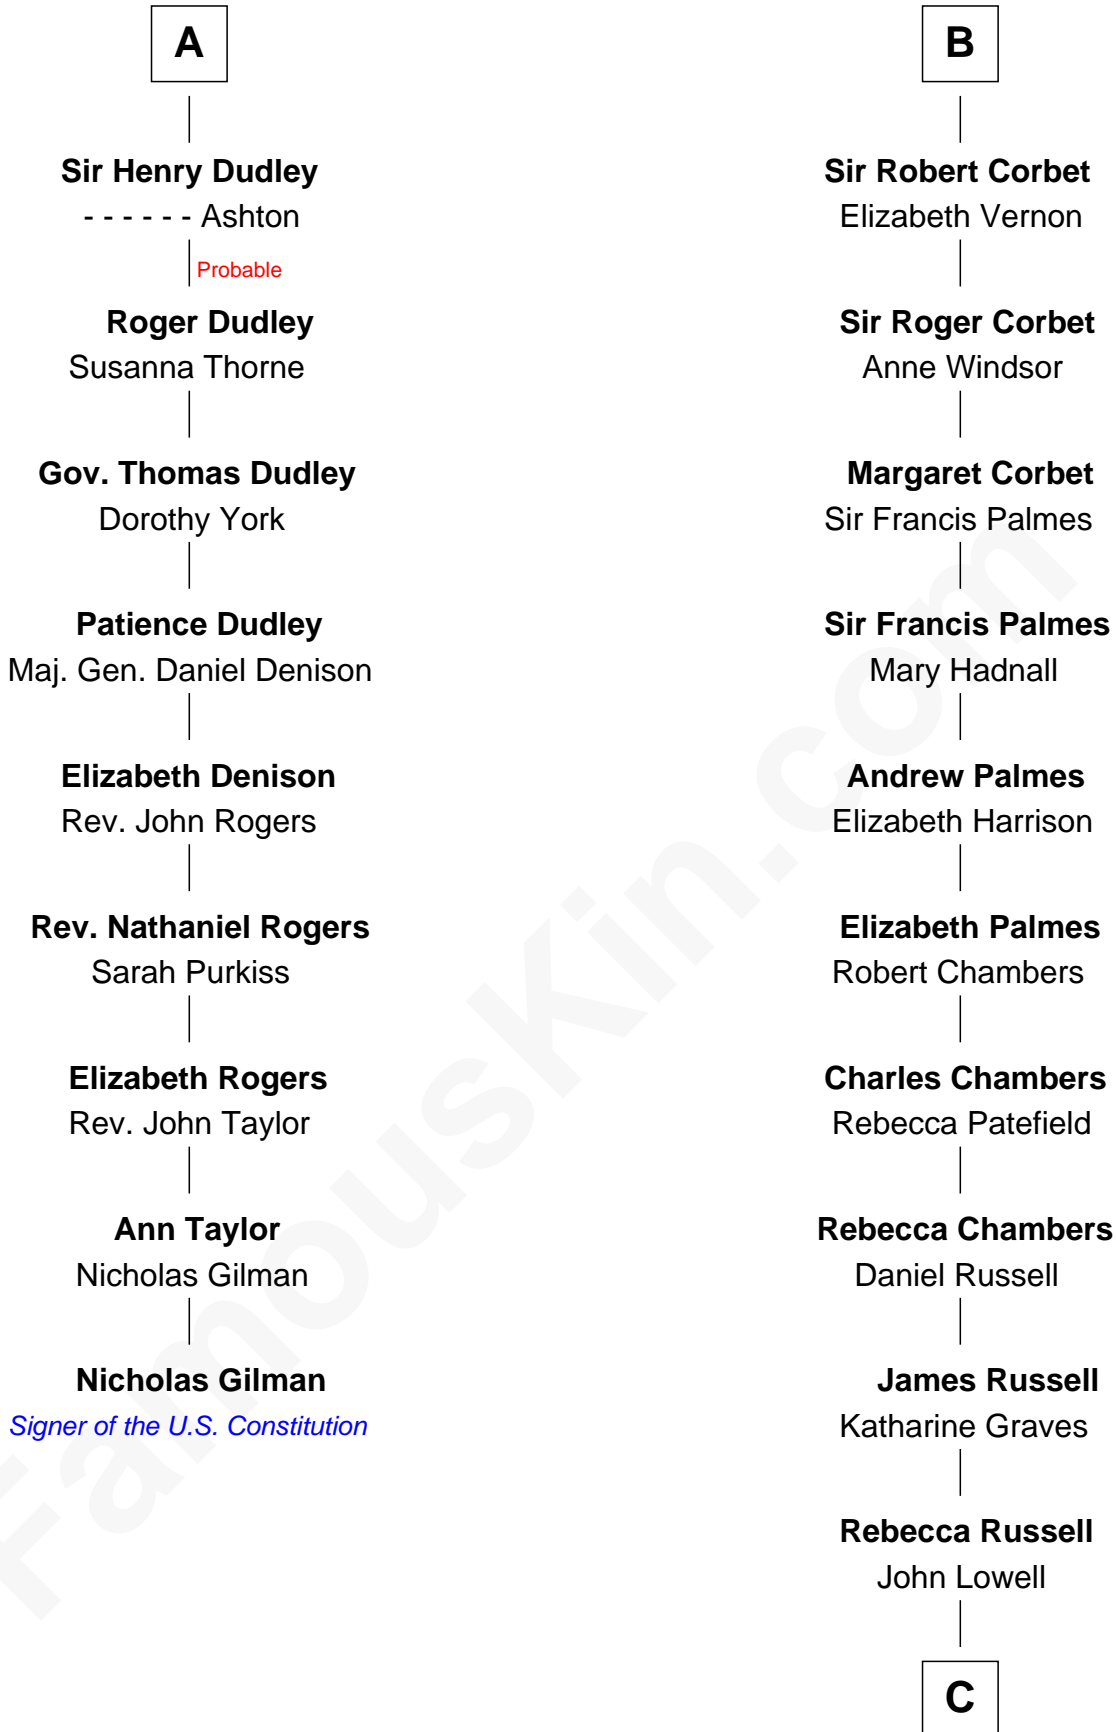 A
Sir Henry Dudley
- - - - - - Ashton
Probable
Roger Dudley
Susanna Thorne
Gov. Thomas Dudley
Dorothy York
Patience Dudley
Maj. Gen. Daniel Denison
Elizabeth Denison
Rev. John Rogers
Rev. Nathaniel Rogers
Sarah Purkiss
Elizabeth Rogers
Rev. John Taylor
Ann Taylor
Nicholas Gilman
Nicholas Gilman
Signer of the U.S. Constitution
B
Sir Robert Corbet
Elizabeth Vernon
Sir Roger Corbet
Anne Windsor
Margaret Corbet
Sir Francis Palmes
Sir Francis Palmes
Mary Hadnall
Andrew Palmes
Elizabeth Harrison
Elizabeth Palmes
Robert Chambers
Charles Chambers
Rebecca Patefield
Rebecca Chambers
Daniel Russell
James Russell
Katharine Graves
Rebecca Russell
John Lowell
C
FamousKin.com